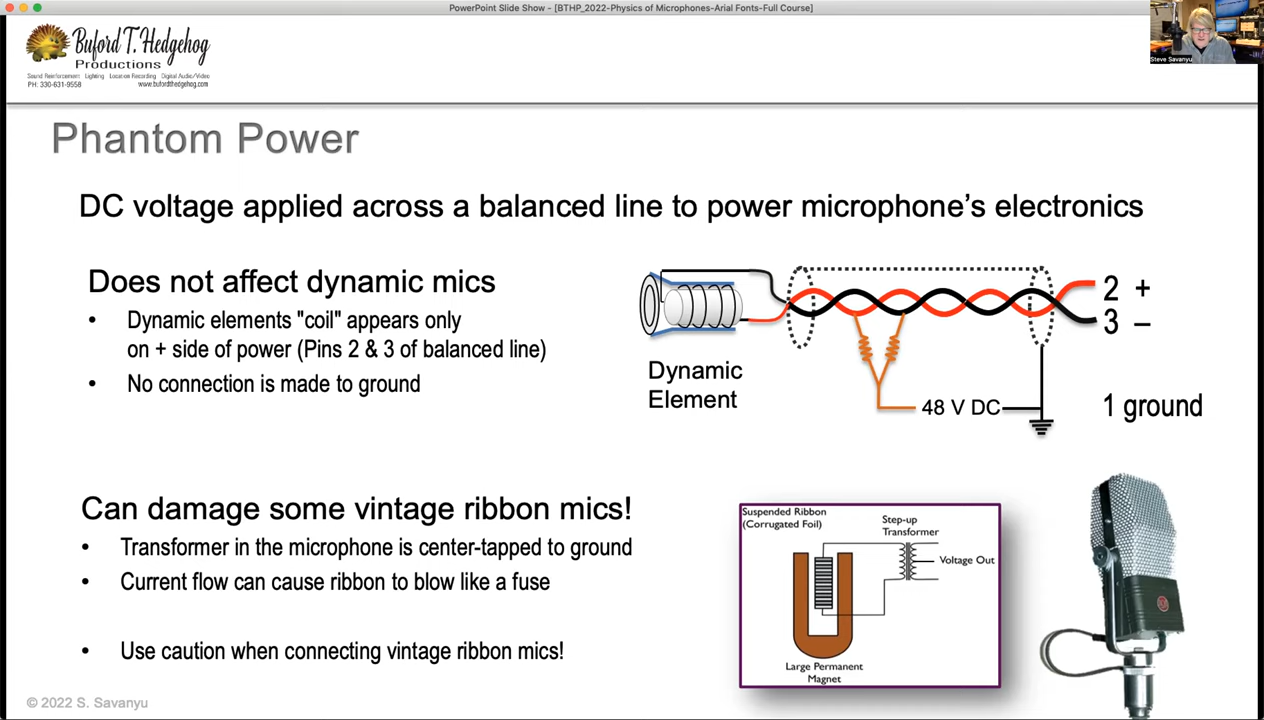 PowerPoint Slide Show - [BTHP_2022-Physics of Microphones-Arial Fonts-Full Course]
Steve Savanyu
Buford T. Hedgehog
Productions
Sound Reinforcement Lighting Location Recording Digital Audio/Video
PH: 330-631-9558 www.bufordthedgehog.com
Phantom Power
DC voltage applied across a balanced line to power microphone's electronics
Does not affect dynamic mics
• Dynamic elements "coil" appears only
on + side of power (Pins 2 & 3 of balanced line)
• No connection is made to ground
2 +
3 –
Dynamic
Element
48 V DC
1 ground
Can damage some vintage ribbon mics!
• Transformer in the microphone is center-tapped to ground
• Current flow can cause ribbon to blow like a fuse
• Use caution when connecting vintage ribbon mics!
Suspended Ribbon
(Corrugated Foil)
Step-up
Transformer
Voltage Out
Large Permanent
Magnet
© 2022 S. Savanyu